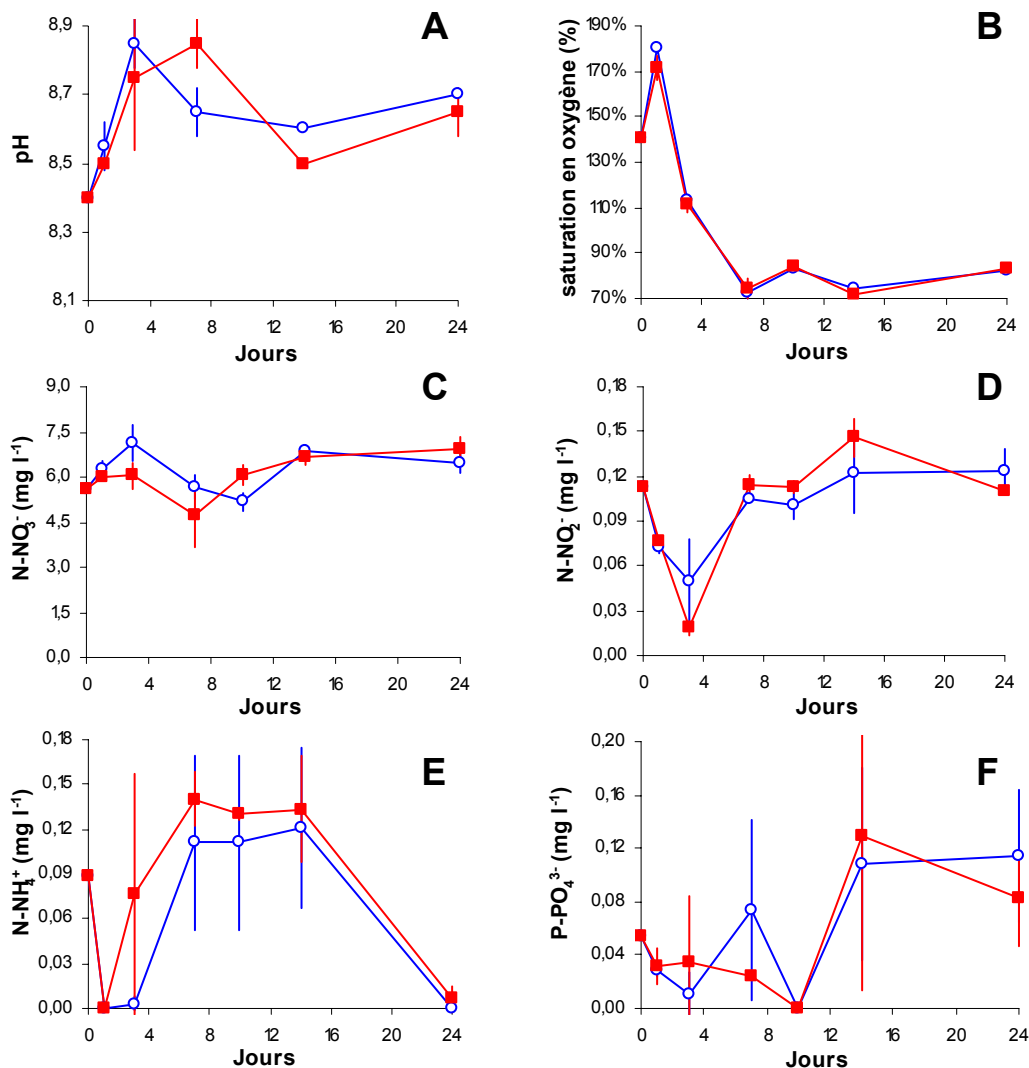 A
8,9
8,7
8,5
8,3
8,1
pH
0 4 8 12 16 20 24
Jours
B
190%
170%
150%
130%
110%
90%
70%
saturation en oxygène (%)
0 4 8 12 16 20 24
Jours
C
9,0
7,5
6,0
4,5
3,0
1,5
0,0
N-NO3- (mg l-1)
0 4 8 12 16 20 24
Jours
D
0,18
0,15
0,12
0,09
0,06
0,03
0,00
N-NO2- (mg l-1)
0 4 8 12 16 20 24
Jours
E
0,18
0,15
0,12
0,09
0,06
0,03
0,00
N-NH4+ (mg l-1)
0 4 8 12 16 20 24
Jours
F
0,20
0,16
0,12
0,08
0,04
0,00
P-PO4 3- (mg l-1)
0 4 8 12 16 20 24
Jours